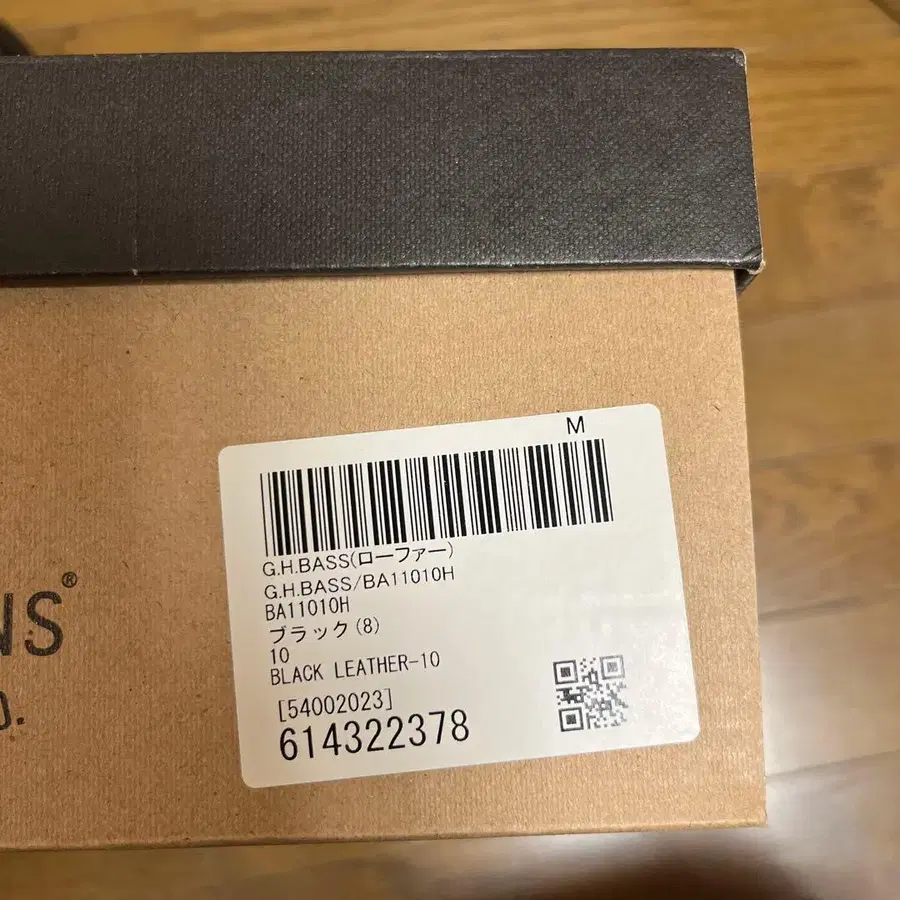 M
G.H.BASS(ローファー)
G.H.BASS/BA11010H
BA11010H
ブラック(8)
10
BLACK LEATHER-10
[54002023]
614322378
NS®